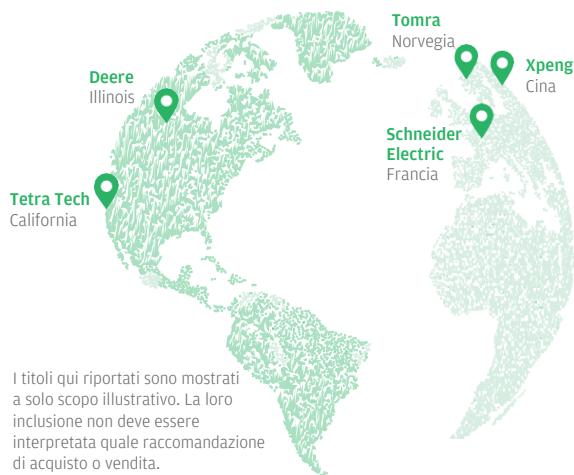 Tomra
Norvegia
Xpeng
Cina
Deere
Illinois
Schneider
Electric
Francia
Tetra Tech
California
I titoli qui riportati sono mostrati
a solo scopo illustrativo. La loro
inclusione non deve essere
interpretata quale raccomandazione
di acquisto o vendita.